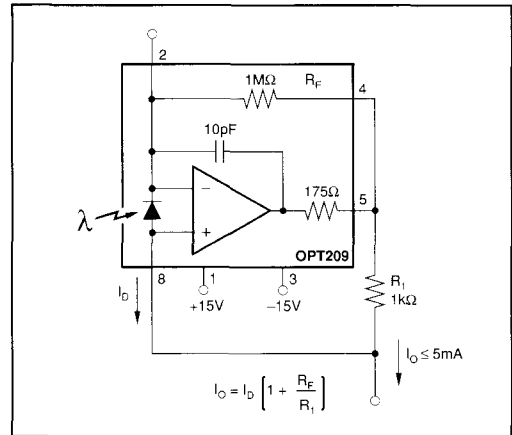 2
1MΩ
R_F
4
10pF
175Ω
5
−
+
λ
OPT209
8
1
3
I_D
+15V
−15V
R_1
1kΩ
I_O ≤ 5mA
I_O = I_D [1 + R_F / R_1]